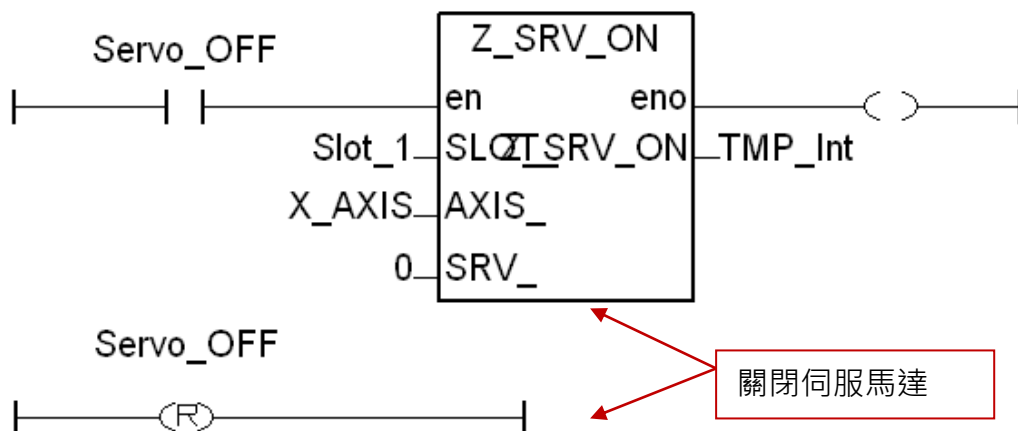 Servo_OFF
Z_SRV_ON
en eno
Slot_1 SLOT_ Z_SRV_ON TMP_Int
X_AXIS AXIS_
0 SRV_
Servo_OFF
R
關閉伺服馬達